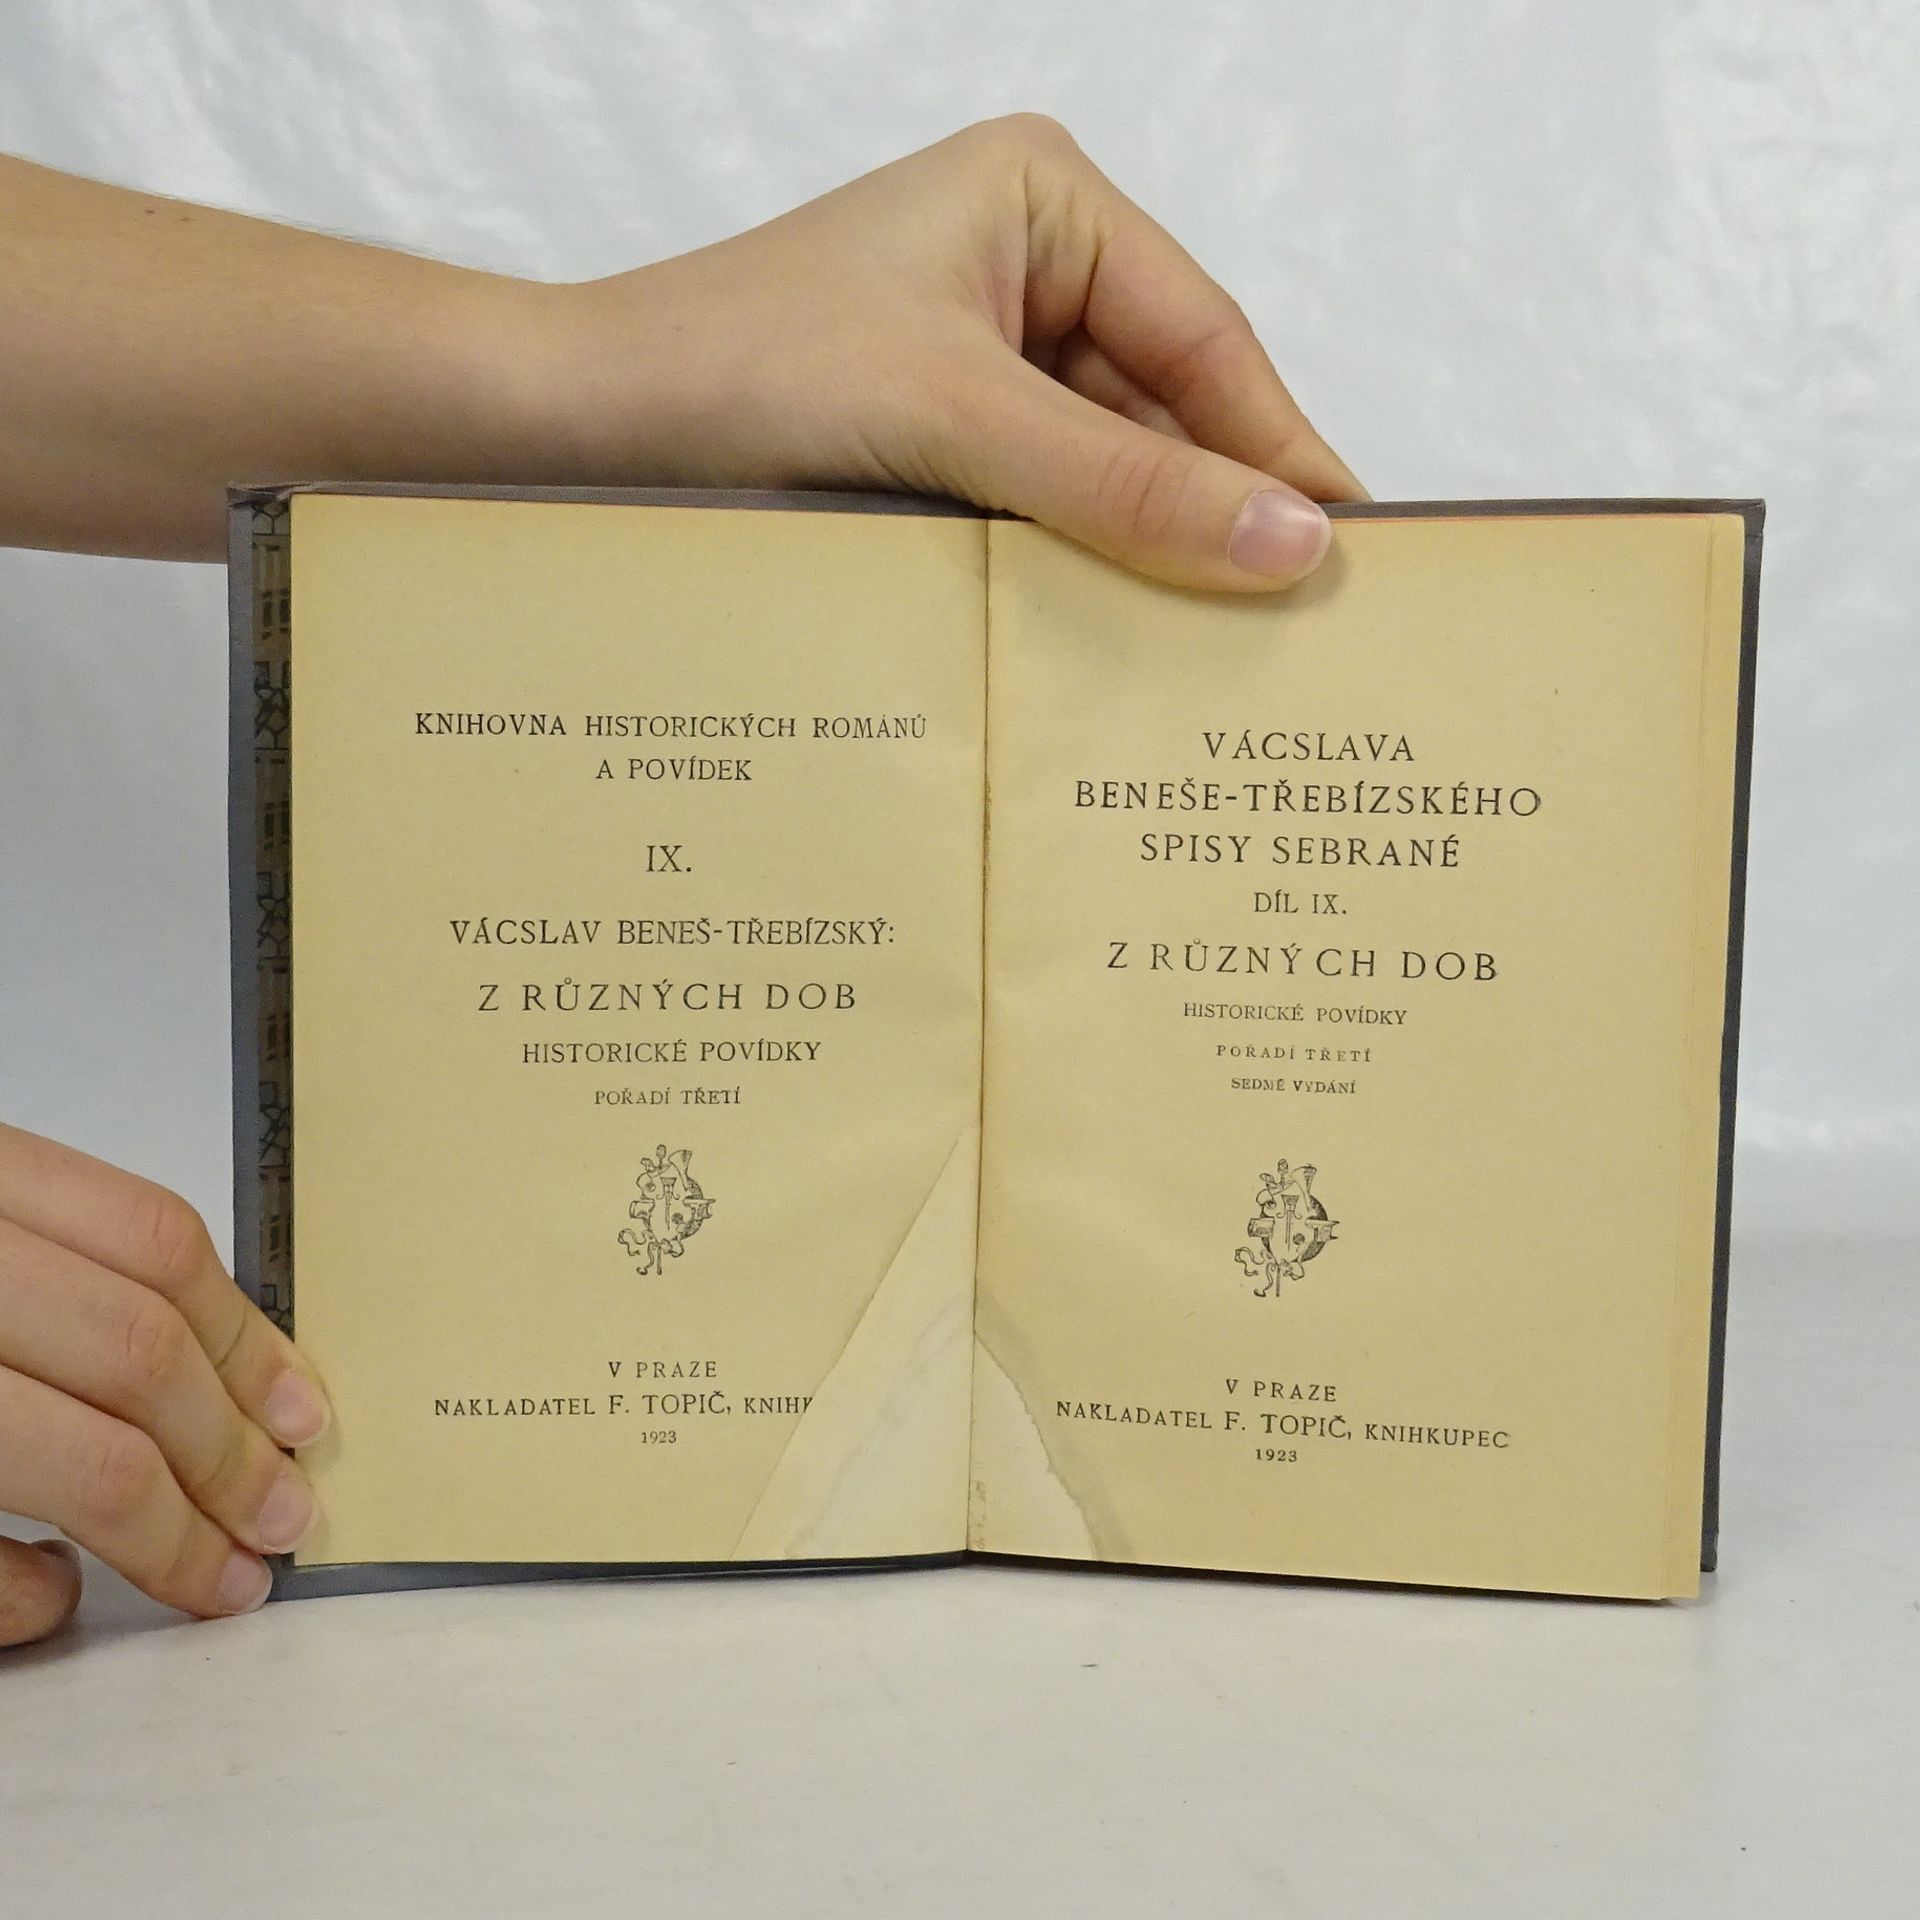 KNIHOVNA HISTORICKÝCH ROMÁNŮ
A POVÍDEK
IX.
VÁCSLAV BENEŠ-TŘEBÍZSKÝ:
Z RŮZNÝCH DOB
HISTORICKÉ POVÍDKY
POŘADÍ TŘETÍ
V PRAZE
NAKLADATEL F. TOPIČ,
1923
VÁCSLAVA
BENEŠE-TŘEBÍZSKÉHO
SPISY SEBRANÉ
DÍL IX.
Z RŮZNÝCH DOB
HISTORICKÉ POVÍDKY
POŘADÍ TŘETÍ
SEDMÉ VYDÁNÍ
V PRAZE
NAKLADATEL F. TOPIČ, KNIHKUPEC
1923